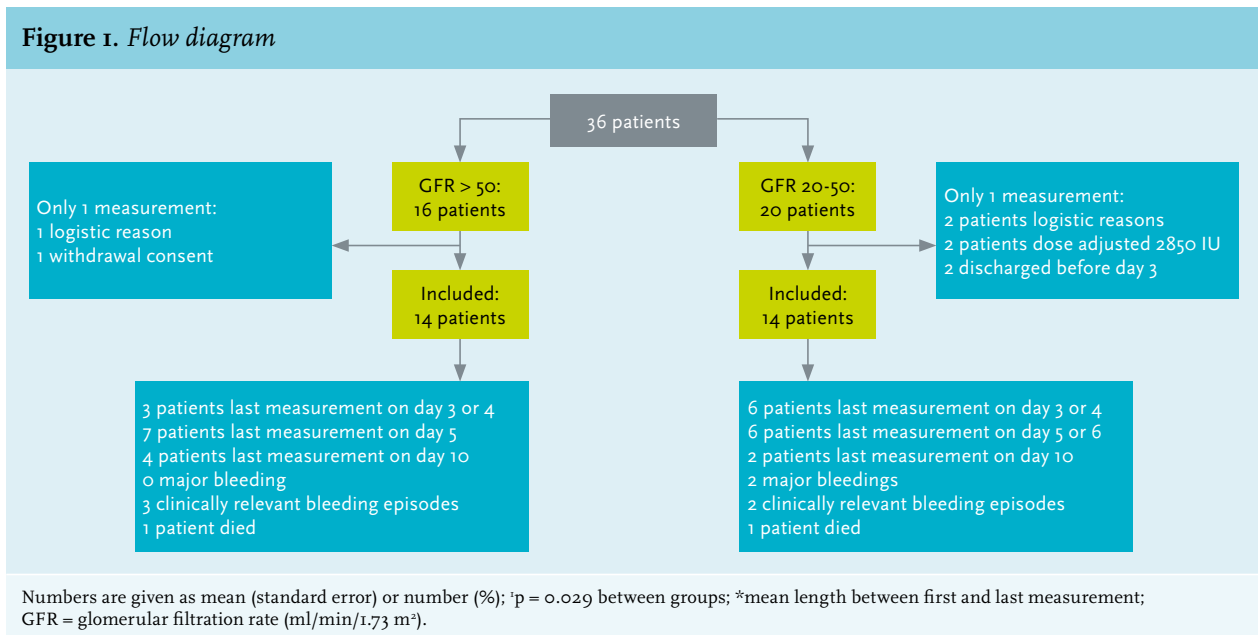 Figure 1. Flow diagram
36 patients
GFR > 50:
16 patients
GFR 20-50:
20 patients
Only 1 measurement:
1 logistic reason
1 withdrawal consent
Only 1 measurement:
2 patients logistic reasons
2 patients dose adjusted 2850 IU
2 discharged before day 3
Included:
14 patients
Included:
14 patients
3 patients last measurement on day 3 or 4
7 patients last measurement on day 5
4 patients last measurement on day 10
0 major bleeding
3 clinically relevant bleeding episodes
1 patient died
6 patients last measurement on day 3 or 4
6 patients last measurement on day 5 or 6
2 patients last measurement on day 10
2 major bleedings
2 clinically relevant bleeding episodes
1 patient died
Numbers are given as mean (standard error) or number (%); ¹p = 0.029 between groups; *mean length between first and last measurement;
GFR = glomerular filtration rate (ml/min/1.73 m²).